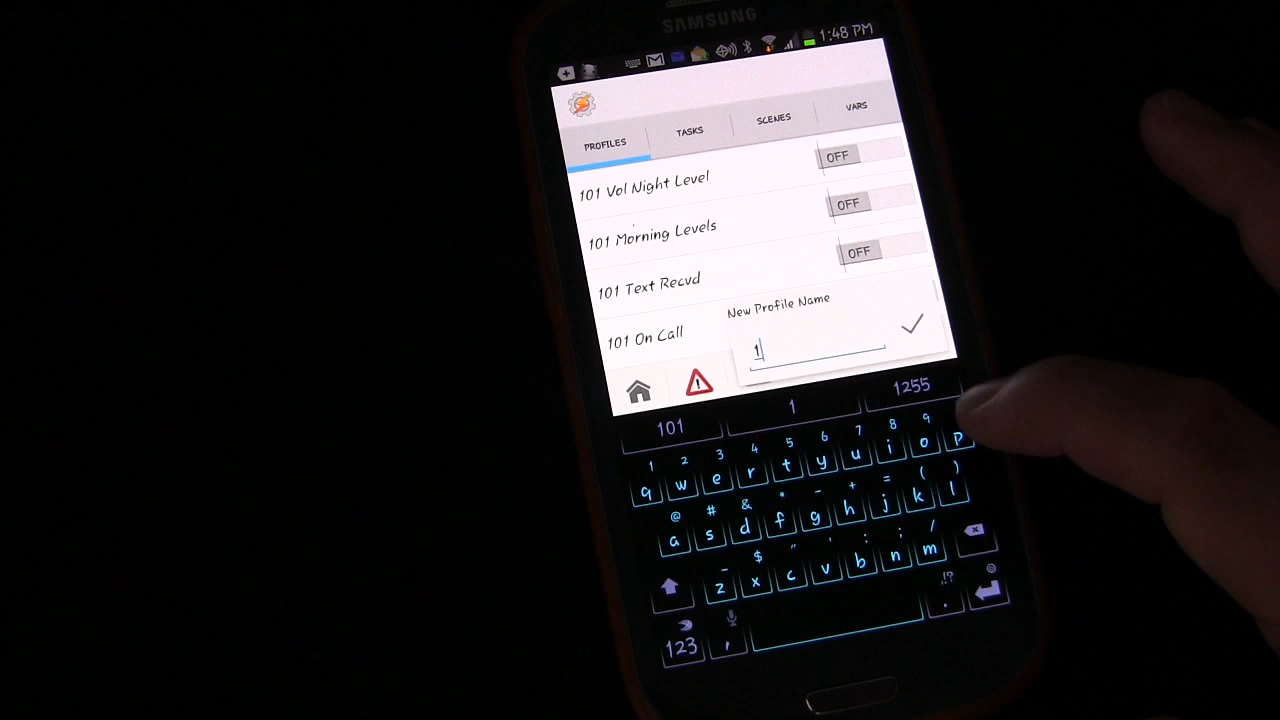 SAMSUNG
1:48 PM
PROFILES TASKS SCENES VARS
101 Vol Night Level OFF
101 Morning Levels OFF
101 Text Recvd OFF
101 On Call
New Profile Name
1
101 1 1255
1 2 3 4 5 6 7 8 9
q w e r t y u i o p
@ # & * - + = ( )
a s d f g h j k l
_ $ " ' : ; /
z x c v b n m
!?
123 , .